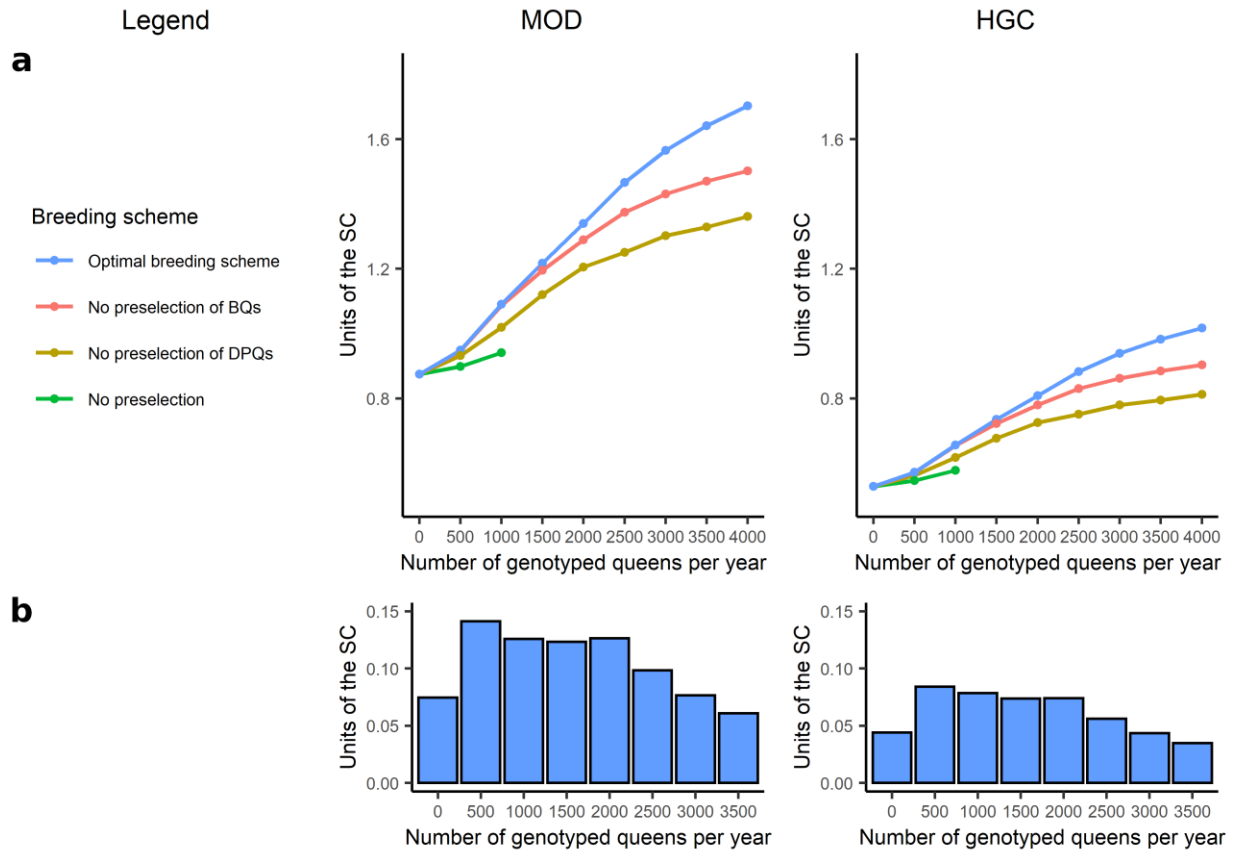 Legend
MOD
HGC
a
Breeding scheme
Optimal breeding scheme
No preselection of BQs
No preselection of DPQs
No preselection
Units of the SC
1.6
1.2
0.8
0 500 1000 1500 2000 2500 3000 3500 4000
Number of genotyped queens per year
Units of the SC
1.6
1.2
0.8
0 500 1000 1500 2000 2500 3000 3500 4000
Number of genotyped queens per year
b
Units of the SC
0.15
0.10
0.05
0.00
0 500 1000 1500 2000 2500 3000 3500
Number of genotyped queens per year
Units of the SC
0.15
0.10
0.05
0.00
0 500 1000 1500 2000 2500 3000 3500
Number of genotyped queens per year